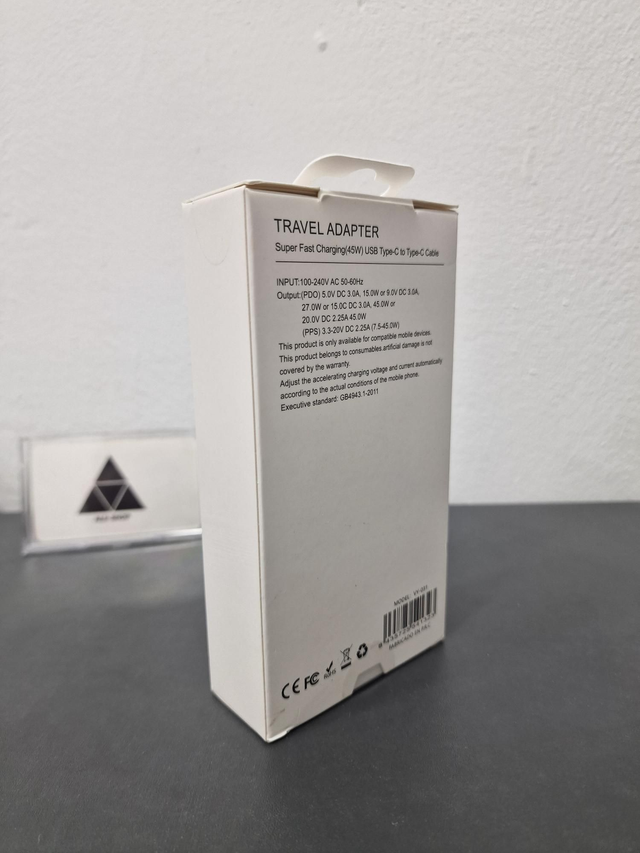 TRAVEL ADAPTER
Super Fast Charging(45W) USB Type-C to Type-C Cable
INPUT:100-240V AC 50-60Hz
Output:(PDO) 5.0V DC 3.0A, 15.0W or 9.0V DC 3.0A,
27.0W or 15.0C DC 3.0A, 45.0W or
20.0V DC 2.25A 45.0W
(PPS) 3.3-20V DC 2.25A (7.5-45.0W)
This product is only available for compatible mobile devices.
This product belongs to consumables artificial damage is not
covered by the warranty.
Adjust the accelerating charging voltage and current automatically
according to the actual conditions of the mobile phone.
Executive standard: GB4943.1-2011
MODEL:
CE FC RoHS